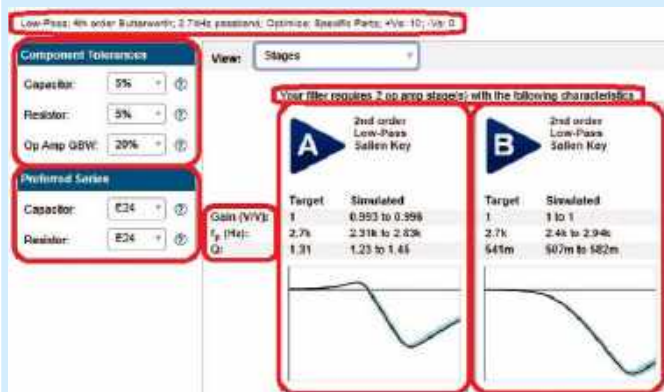 Low-Pass; 4th order Butterworth; 2.7kHz passband; Optimize: Specific Parts; +Vs: 10; -Vs: 0
Component Tolerances
Capacitor: 5%
Resistor: 5%
Op Amp GBW: 20%
Preferred Series
Capacitor: E24
Resistor: E24
View: Stages
Your filter requires 2 op amp stage(s) with the following characteristics
A
2nd order
Low-Pass
Sallen Key
B
2nd order
Low-Pass
Sallen Key
Target Simulated Target Simulated
Gain (V/V): 1 0.993 to 0.996 1 1 to 1
fp (Hz): 2.7k 2.31k to 2.83k 2.7k 2.4k to 2.94k
Q: 1.31 1.23 to 1.45 541m 507m to 582m